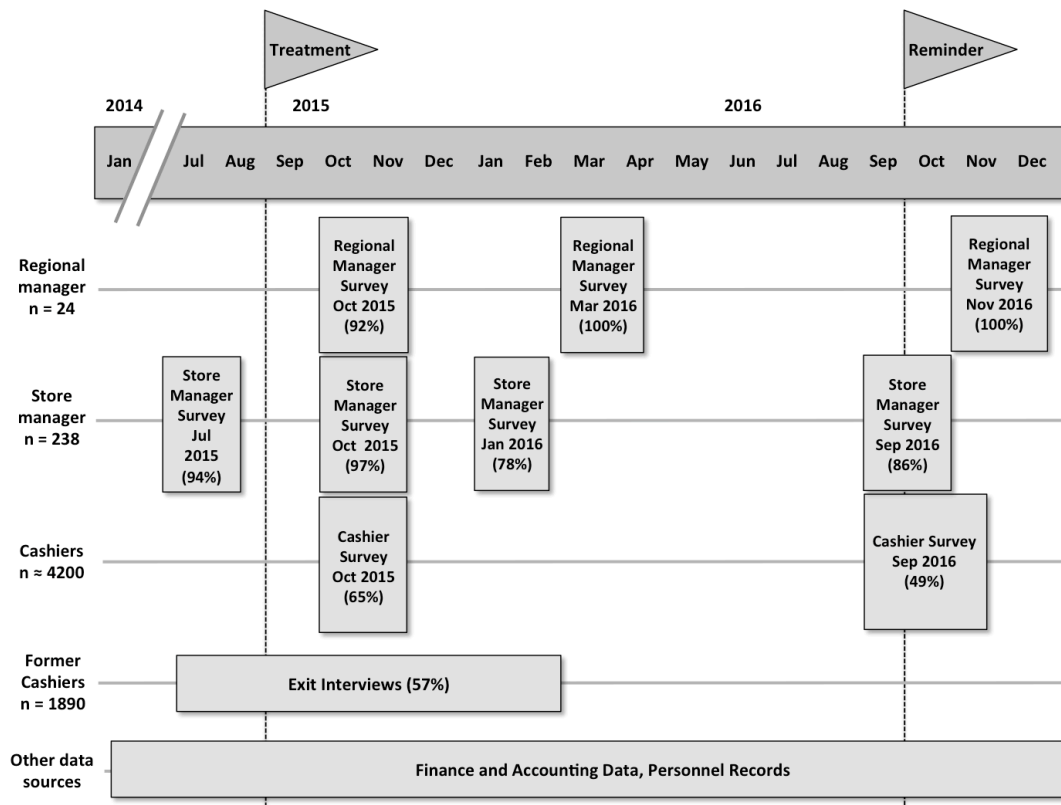 Treatment
Reminder
2014
2015
2016
Jan
Jul
Aug
Sep
Oct
Nov
Dec
Jan
Feb
Mar
Apr
May
Jun
Jul
Aug
Sep
Oct
Nov
Dec
Regional
manager
n = 24
Regional
Manager
Survey
Oct 2015
(92%)
Regional
Manager
Survey
Mar 2016
(100%)
Regional
Manager
Survey
Nov 2016
(100%)
Store
manager
n = 238
Store
Manager
Survey
Jul
2015
(94%)
Store
Manager
Survey
Oct 2015
(97%)
Store
Manager
Survey
Jan 2016
(78%)
Store
Manager
Survey
Sep 2016
(86%)
Cashiers
n ≈ 4200
Cashier
Survey
Oct 2015
(65%)
Cashier Survey
Sep 2016
(49%)
Former
Cashiers
n = 1890
Exit Interviews (57%)
Other data
sources
Finance and Accounting Data, Personnel Records